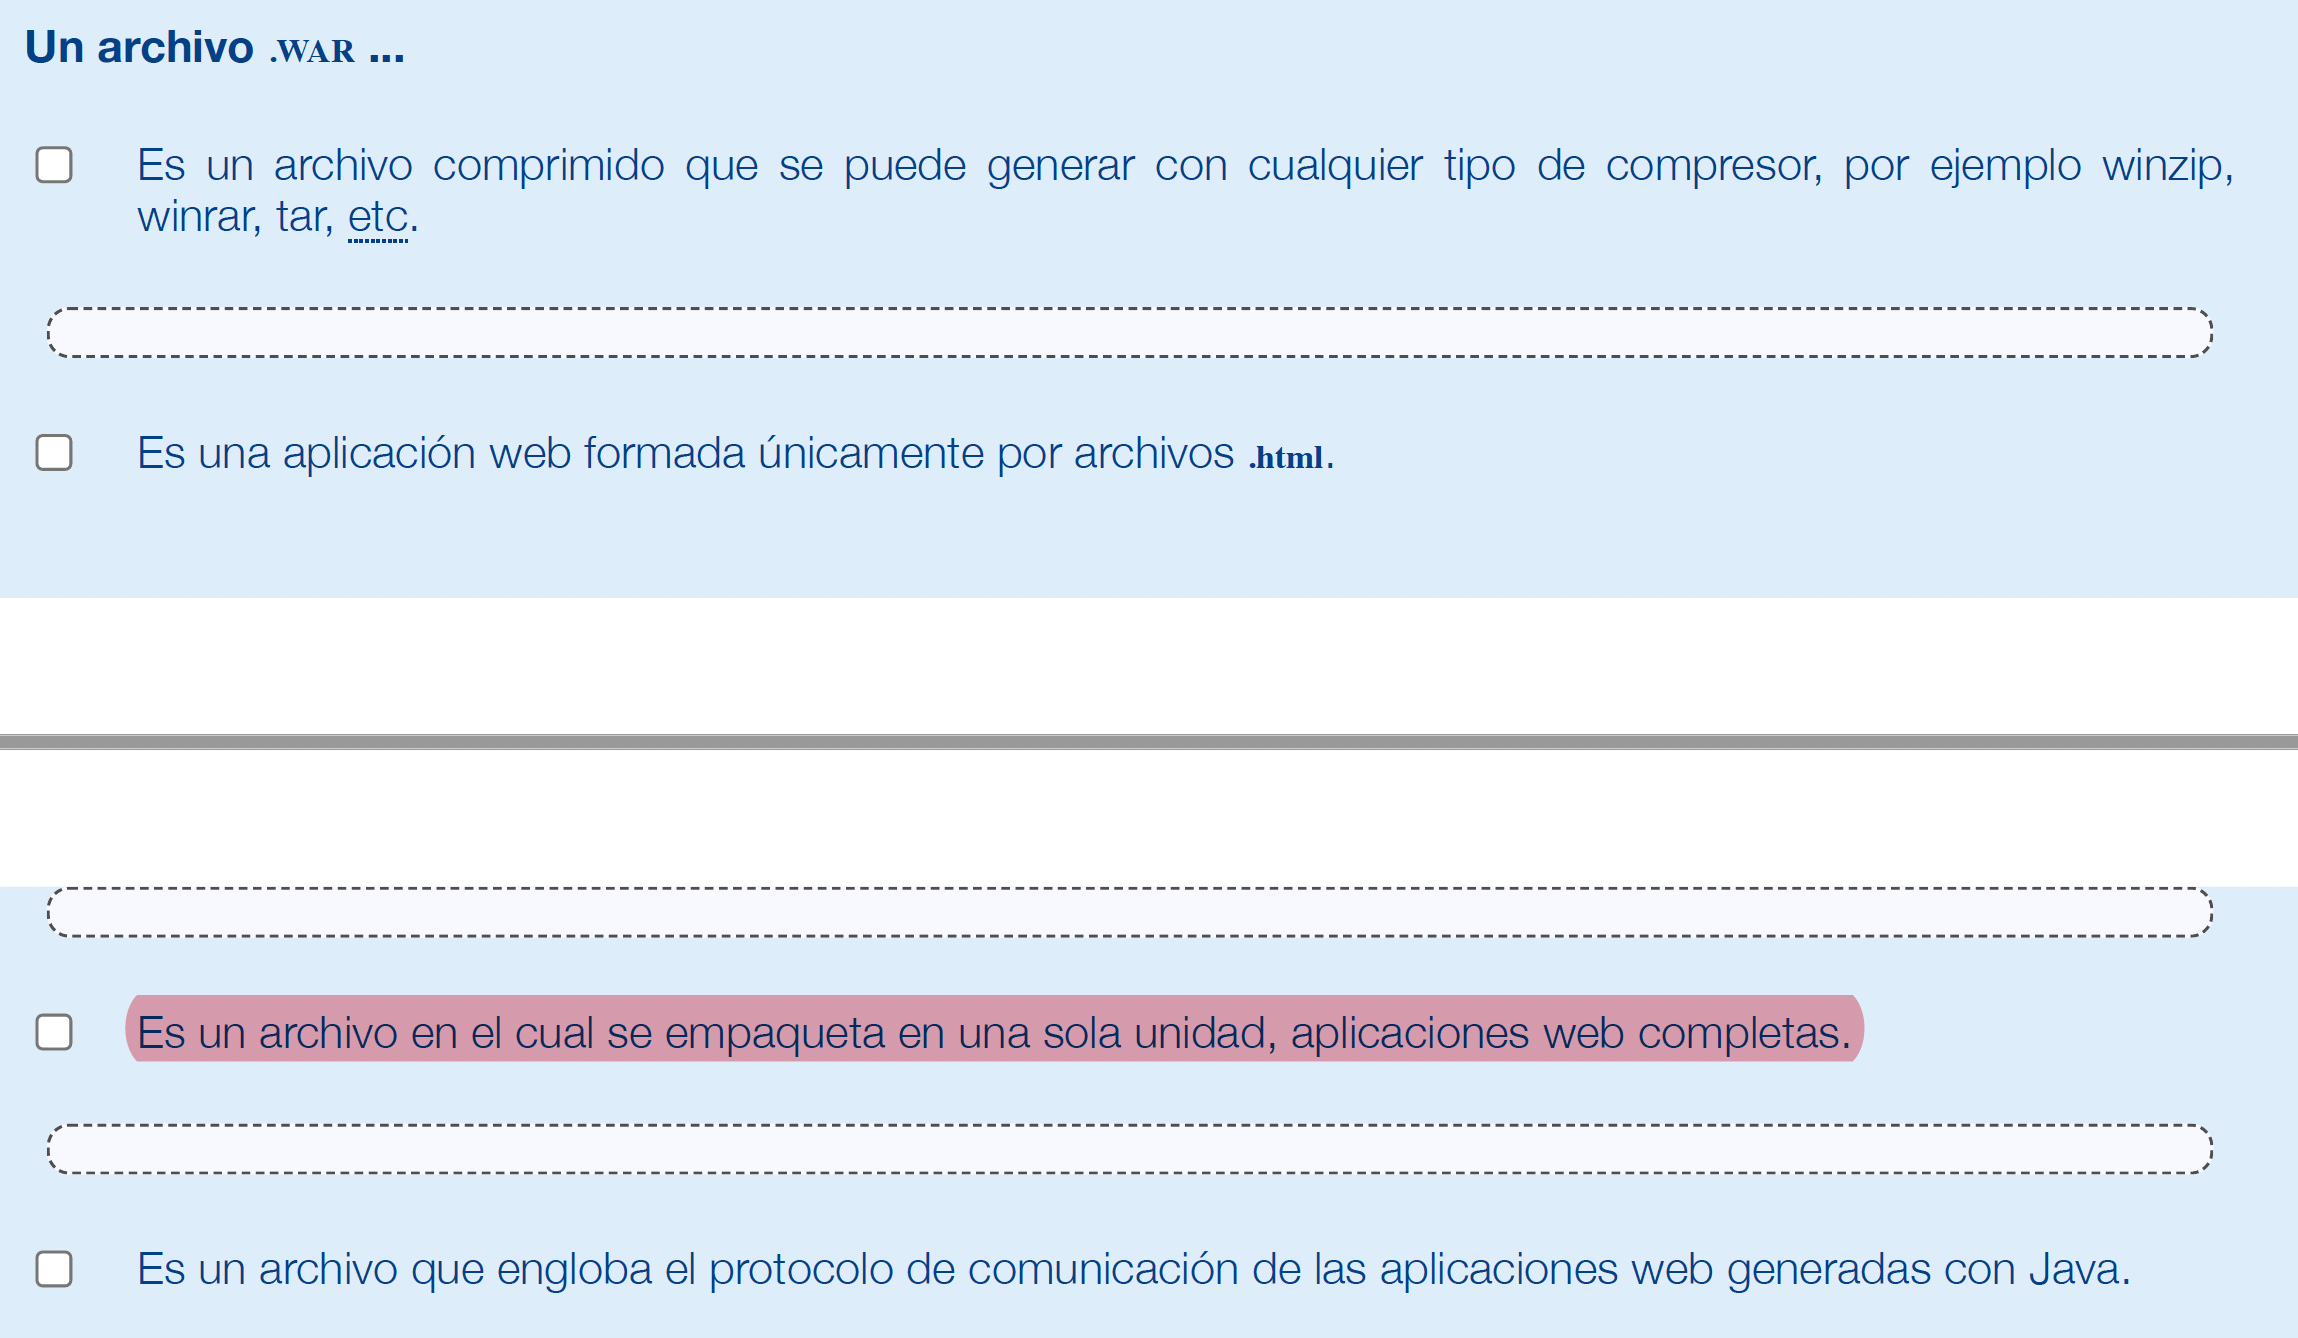 Un archivo .WAR ...
Es un archivo comprimido que se puede generar con cualquier tipo de compresor, por ejemplo winzip,
winrar, tar, etc.
Es una aplicación web formada únicamente por archivos .html.
Es un archivo en el cual se empaqueta en una sola unidad, aplicaciones web completas.
Es un archivo que engloba el protocolo de comunicación de las aplicaciones web generadas con Java.